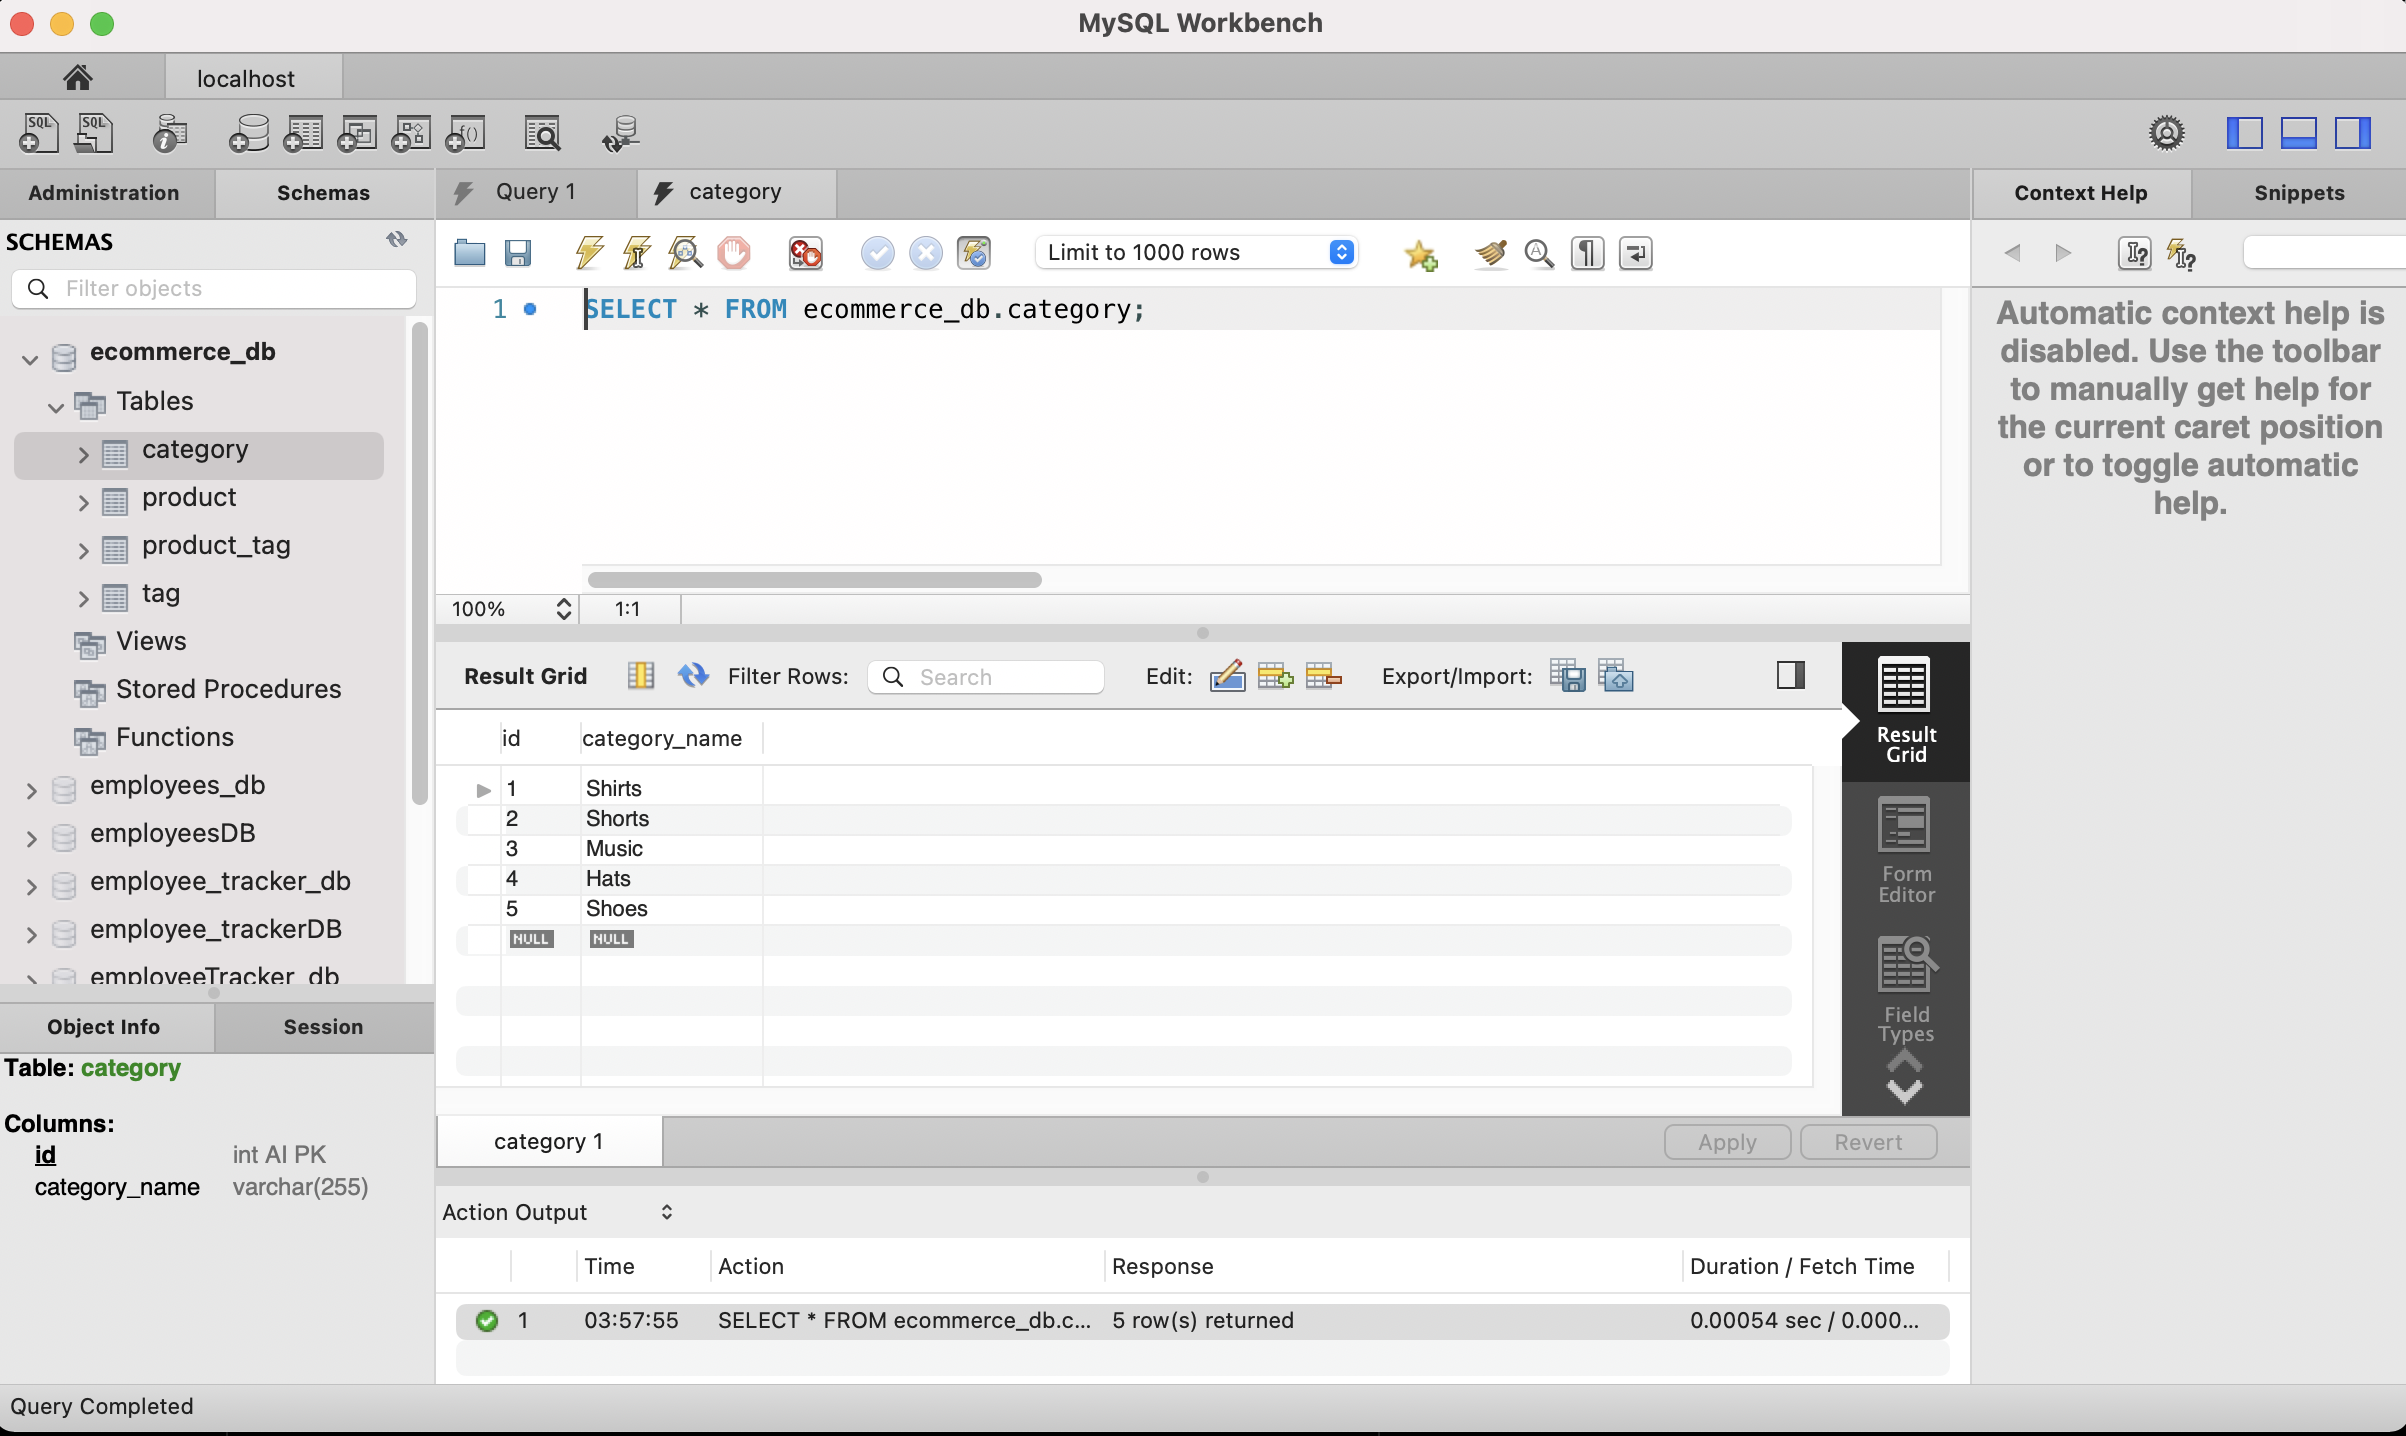 MySQL Workbench
localhost
SQL
SQL
Administration
Schemas
SCHEMAS
Filter objects
ecommerce_db
Tables
category
product
product_tag
tag
Views
Stored Procedures
Functions
employees_db
employeesDB
employee_tracker_db
employee_trackerDB
employeeTracker_db
Object Info
Session
Table: category
Columns:
id int AI PK
category_name varchar(255)
Query 1
category
Limit to 1000 rows
1 SELECT * FROM ecommerce_db.category;
100% 1:1
Result Grid
Filter Rows:
Search
Edit:
Export/Import:
id category_name
1 Shirts
2 Shorts
3 Music
4 Hats
5 Shoes
NULL NULL
Result
Grid
Form
Editor
Field
Types
category 1
Apply
Revert
Action Output
Time Action Response Duration / Fetch Time
1 03:57:55 SELECT * FROM ecommerce_db.c... 5 row(s) returned 0.00054 sec / 0.000...
Context Help
Snippets
Automatic context help is
disabled. Use the toolbar
to manually get help for
the current caret position
or to toggle automatic
help.
Query Completed